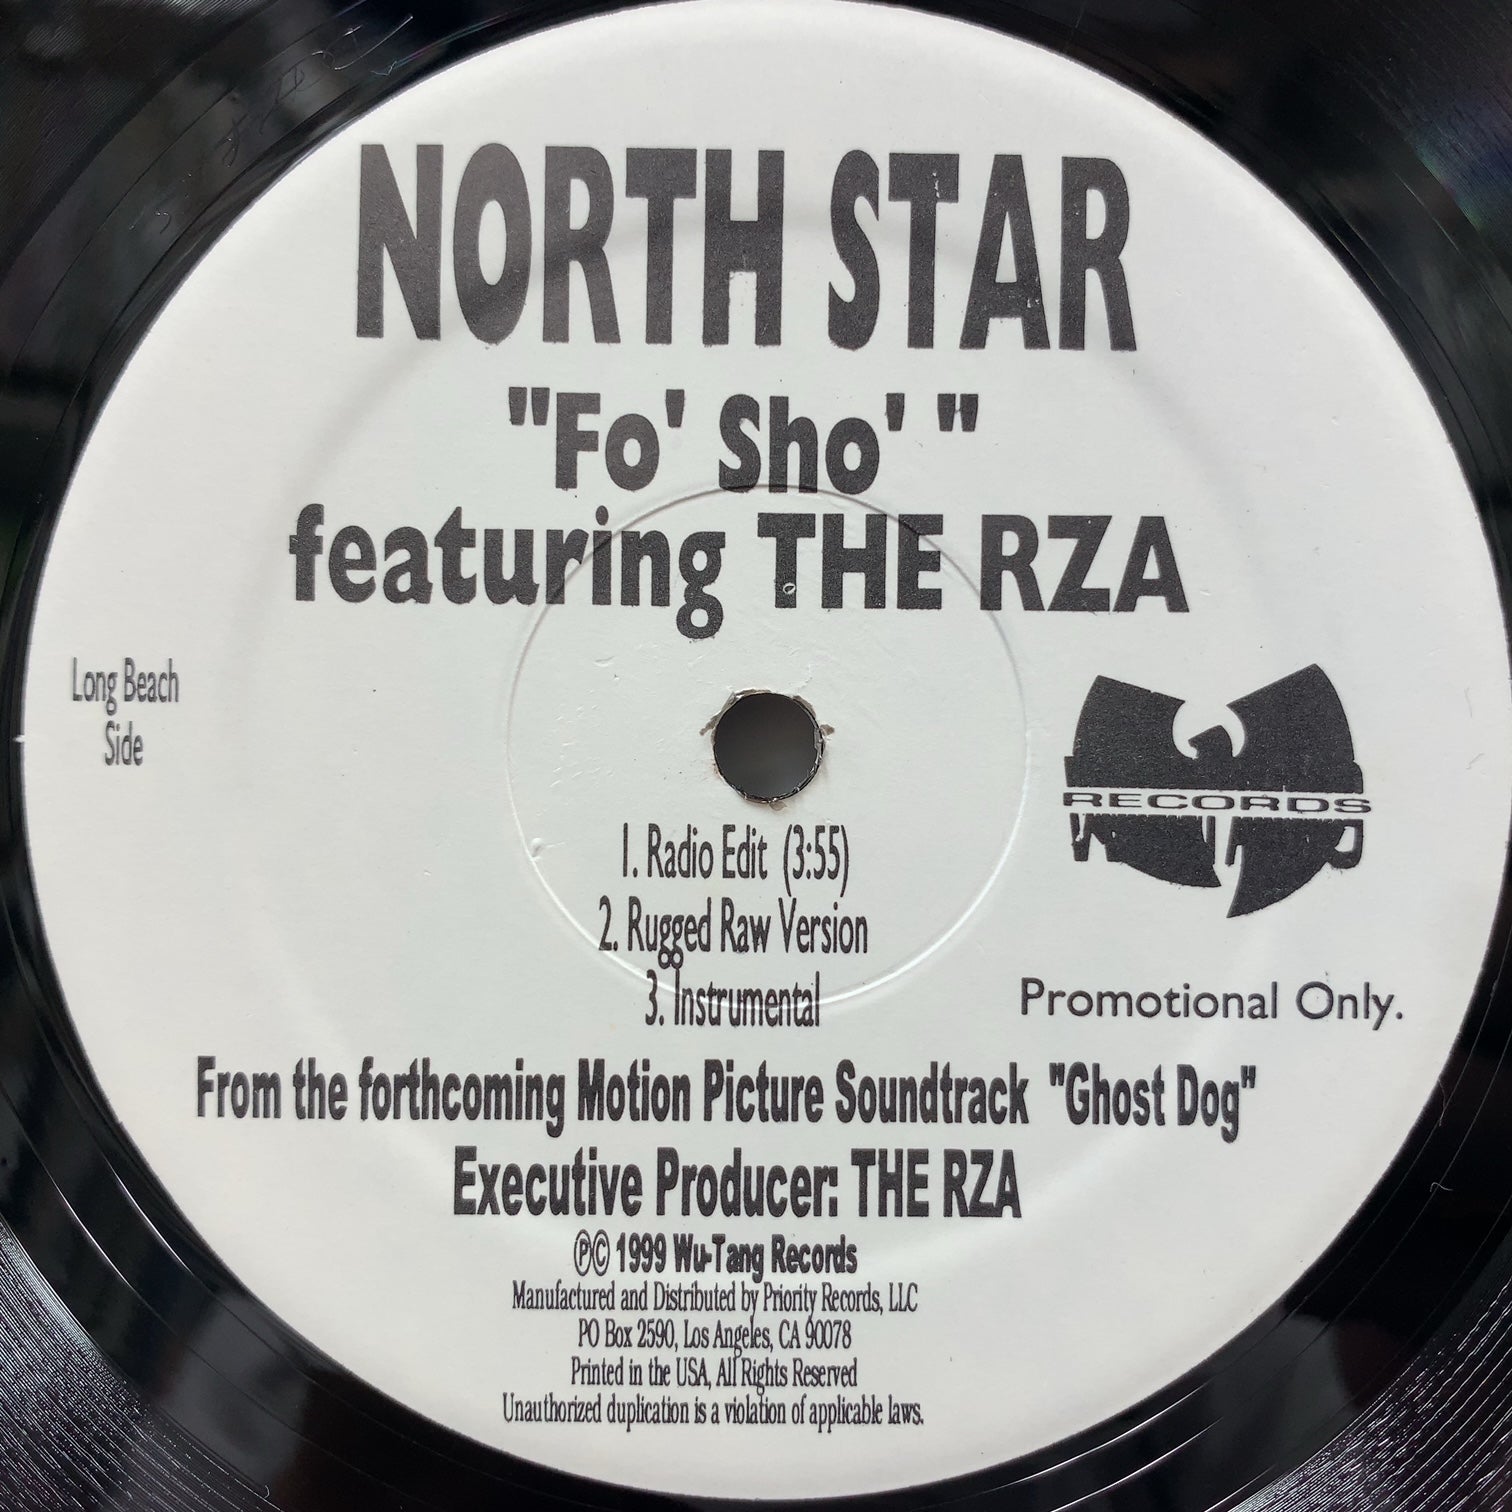 NORTH STAR
"Fo' Sho' "
featuring THE RZA
Long Beach
Side
RECORDS
1. Radio Edit (3:55)
2. Rugged Raw Version
3. Instrumental
Promotional Only.
From the forthcoming Motion Picture Soundtrack "Ghost Dog"
Executive Producer: THE RZA
℗© 1999 Wu-Tang Records
Manufactured and Distributed by Priority Records, LLC
PO Box 2590, Los Angeles, CA 90078
Printed in the USA, All Rights Reserved
Unauthorized duplication is a violation of applicable laws.